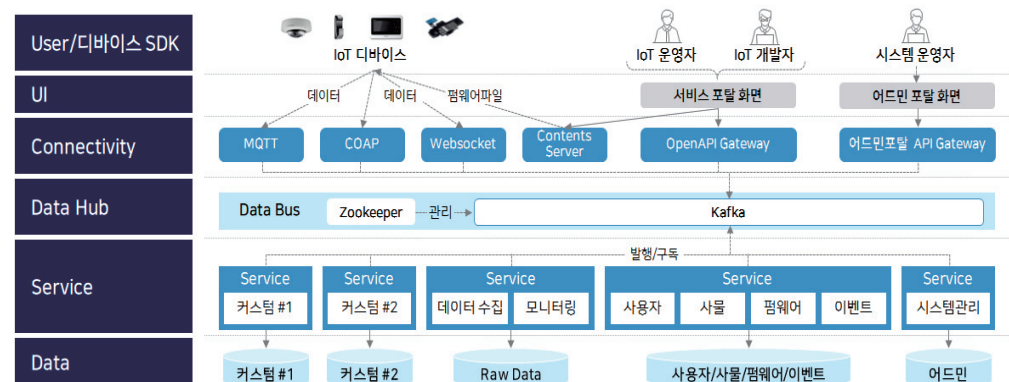 User/디바이스 SDK
IoT 디바이스
IoT 운영자
IoT 개발자
시스템 운영자
UI
데이터
데이터
펌웨어파일
서비스 포탈 화면
어드민 포탈 화면
Connectivity
MQTT
COAP
Websocket
Contents
Server
OpenAPI Gateway
어드민포탈 API Gateway
Data Hub
Data Bus
Zookeeper
관리
Kafka
발행/구독
Service
Service
커스텀 #1
Service
커스텀 #2
Service
데이터 수집
모니터링
Service
사용자
사물
펌웨어
이벤트
Service
시스템관리
Data
커스텀 #1
커스텀 #2
Raw Data
사용자/사물/펌웨어/이벤트
어드민